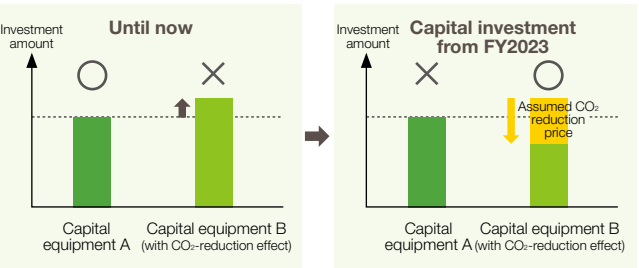 Investment
amount
Until now
Capital
equipment A
Capital equipment B
(with CO₂-reduction effect)
Investment
amount
Capital investment
from FY2023
Assumed CO₂
reduction
price
Capital
equipment A
Capital equipment B
(with CO₂-reduction effect)